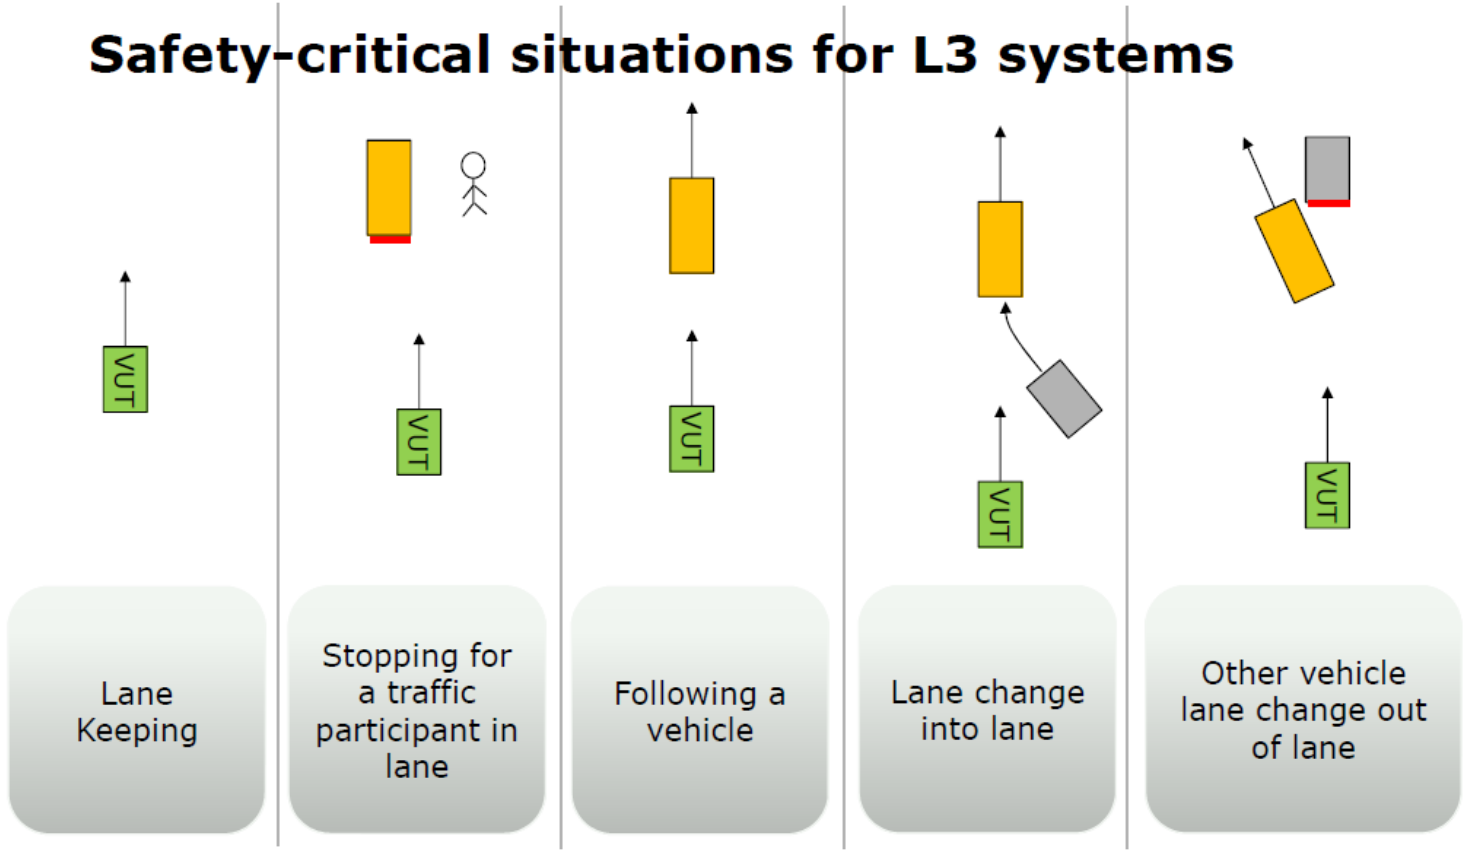 Safety-critical situations for L3 systems
VUT
VUT
VUT
VUT
VUT
Lane
Keeping
Stopping for
a traffic
participant in
lane
Following a
vehicle
Lane change
into lane
Other vehicle
lane change out
of lane